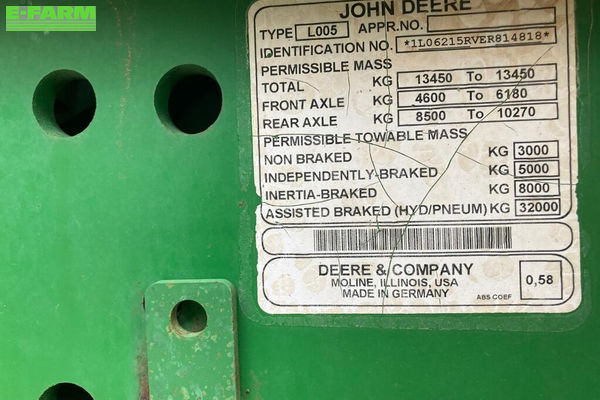 E-FARM
JOHN DEERE
TYPE L005 APPR.NO.
IDENTIFICATION NO. *1L06215RVER814818*
PERMISSIBLE MASS
TOTAL KG 13450 To 13450
FRONT AXLE KG 4600 To 6180
REAR AXLE KG 8500 To 10270
PERMISSIBLE TOWABLE MASS
NON BRAKED KG 3000
INDEPENDENTLY-BRAKED KG 5000
INERTIA-BRAKED KG 8000
ASSISTED BRAKED (HYD/PNEUM) KG 32000
DEERE & COMPANY
MOLINE, ILLINOIS, USA
MADE IN GERMANY
ABS COEF 0,58